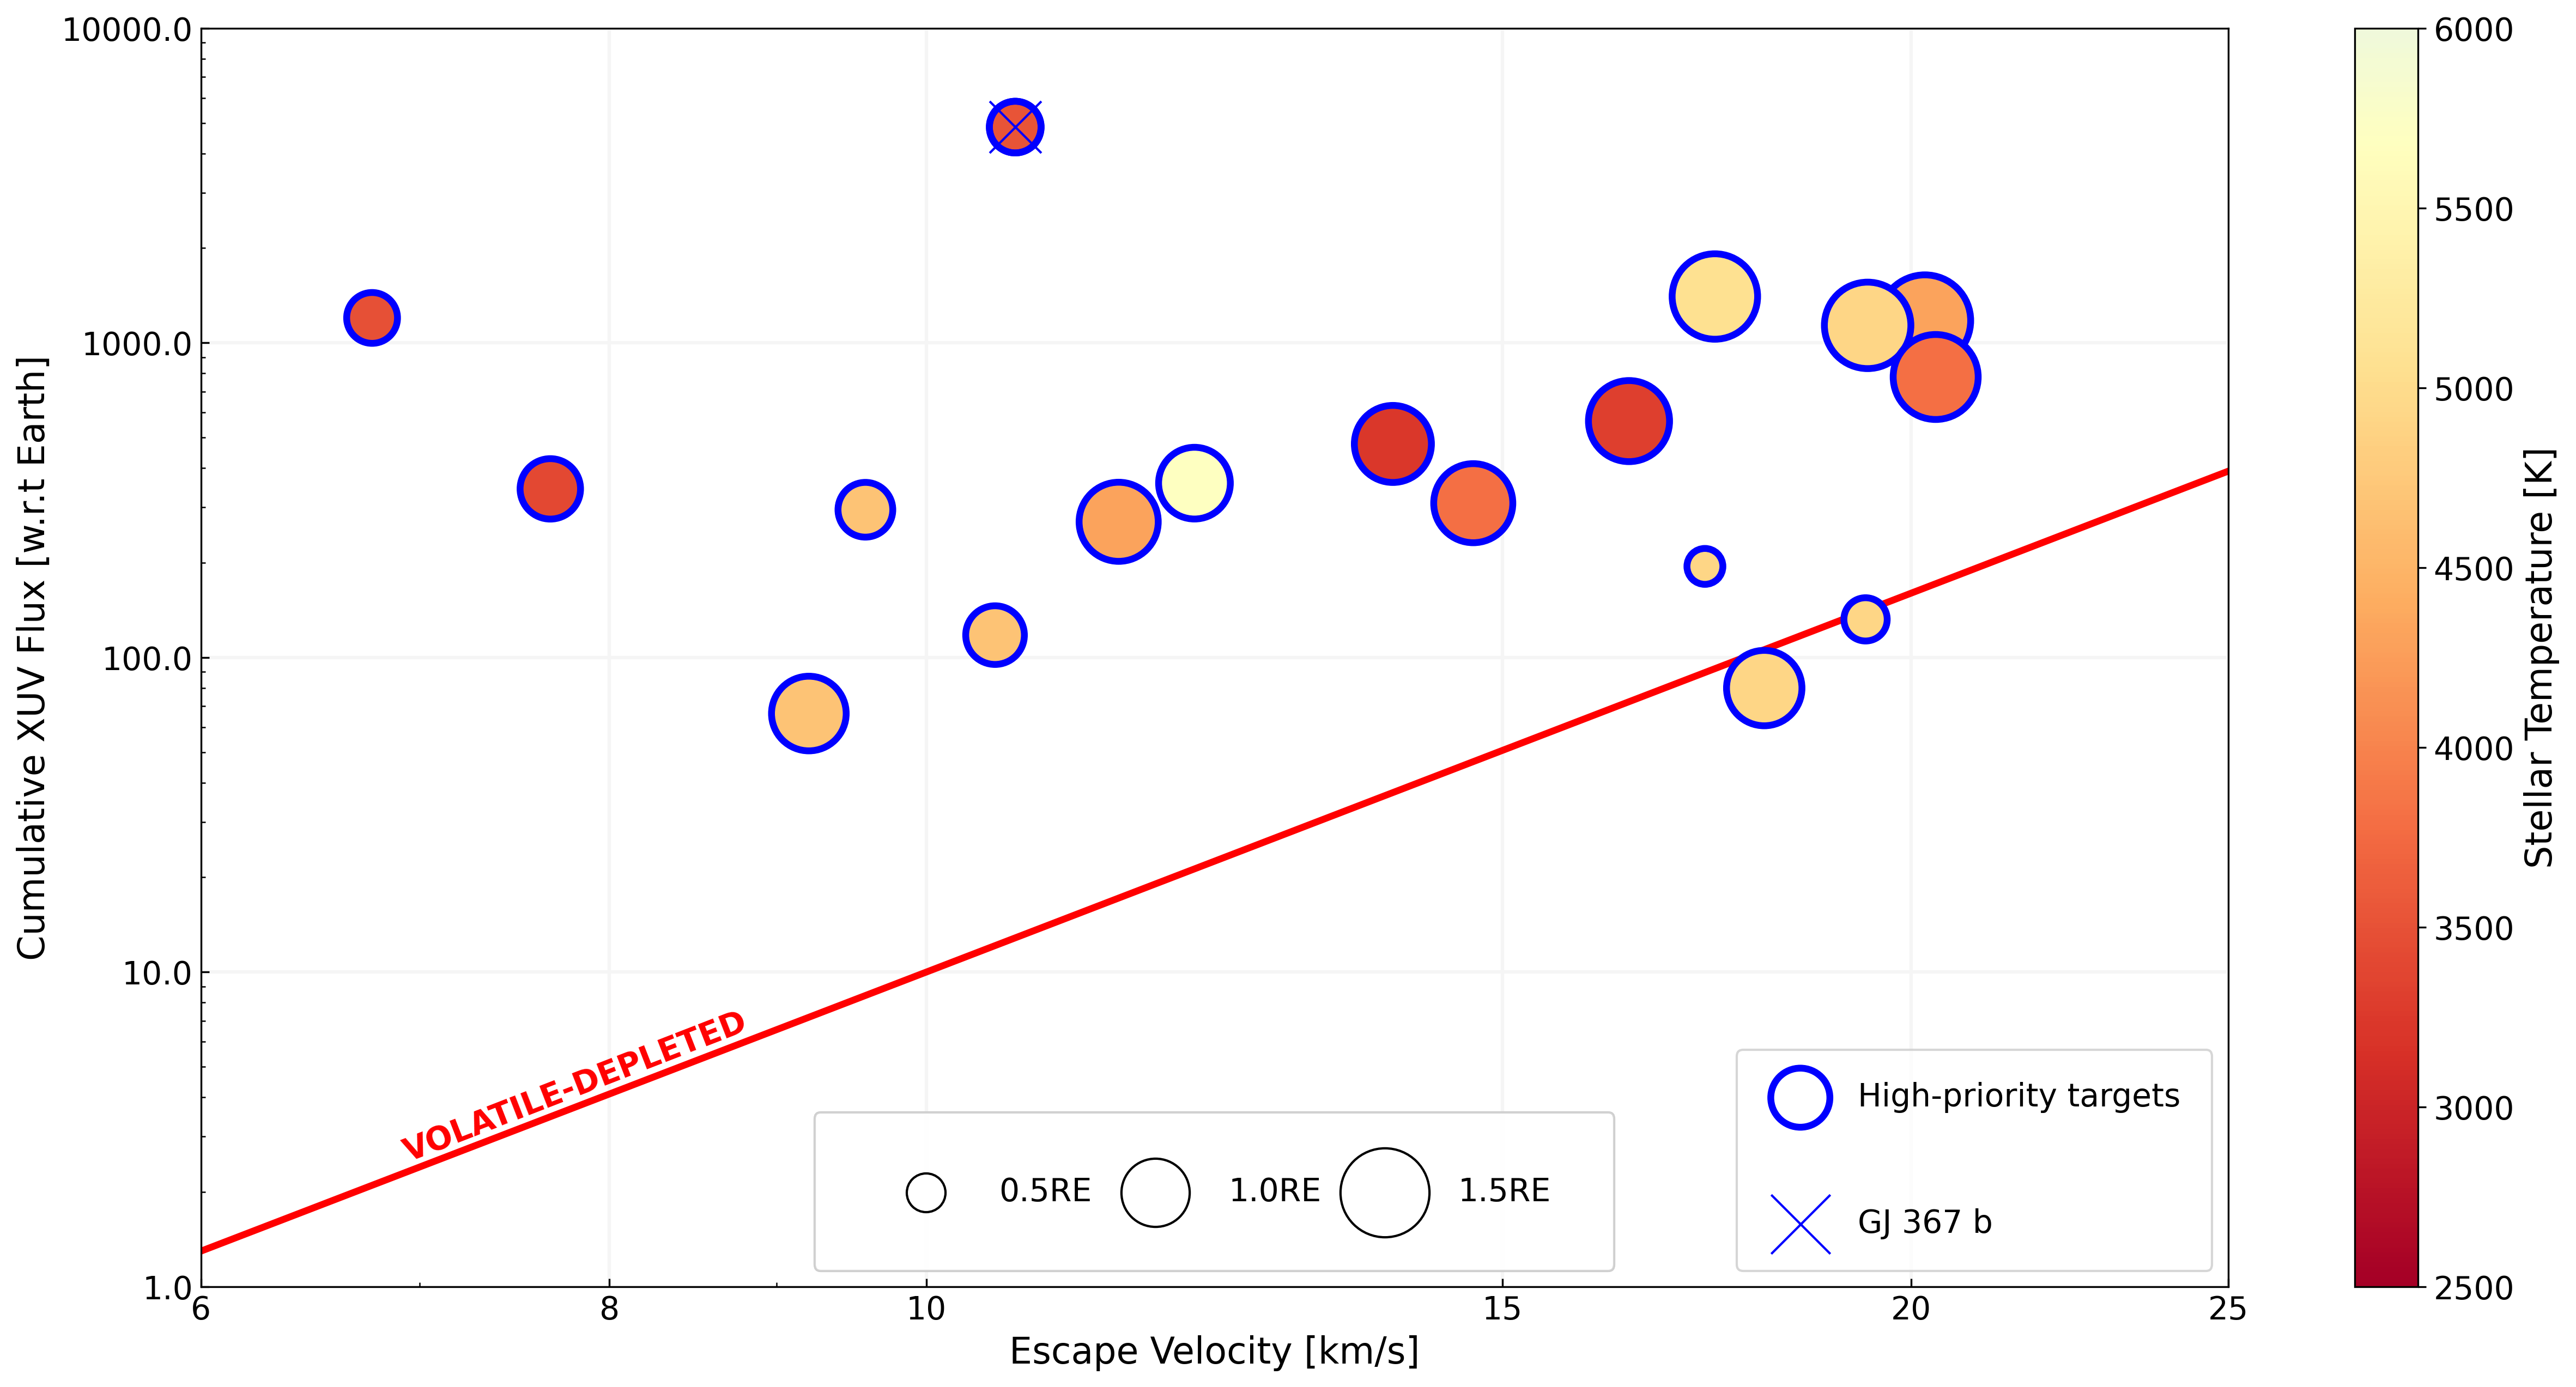 Cumulative XUV Flux [w.r.t Earth]
10000.0
1000.0
100.0
10.0
1.0
VOLATILE-DEPLETED
0.5RE 1.0RE 1.5RE
High-priority targets
GJ 367 b
6 8 10 15 20 25
Escape Velocity [km/s]
6000
5500
5000
4500
4000
3500
3000
2500
Stellar Temperature [K]